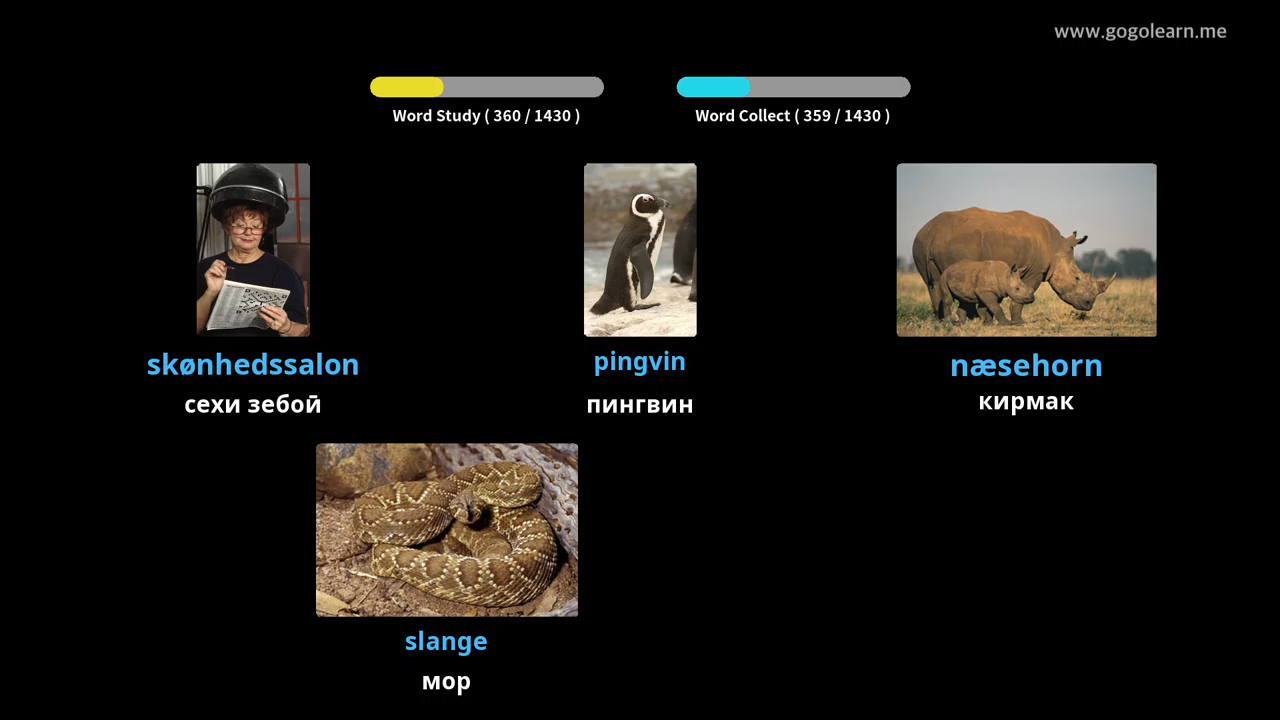 www.gogolearn.me
Word Study ( 360 / 1430 )
Word Collect ( 359 / 1430 )
skønhedssalon
pingvin
næsehorn
сехи зебой
пингвин
кирмак
slange
мор